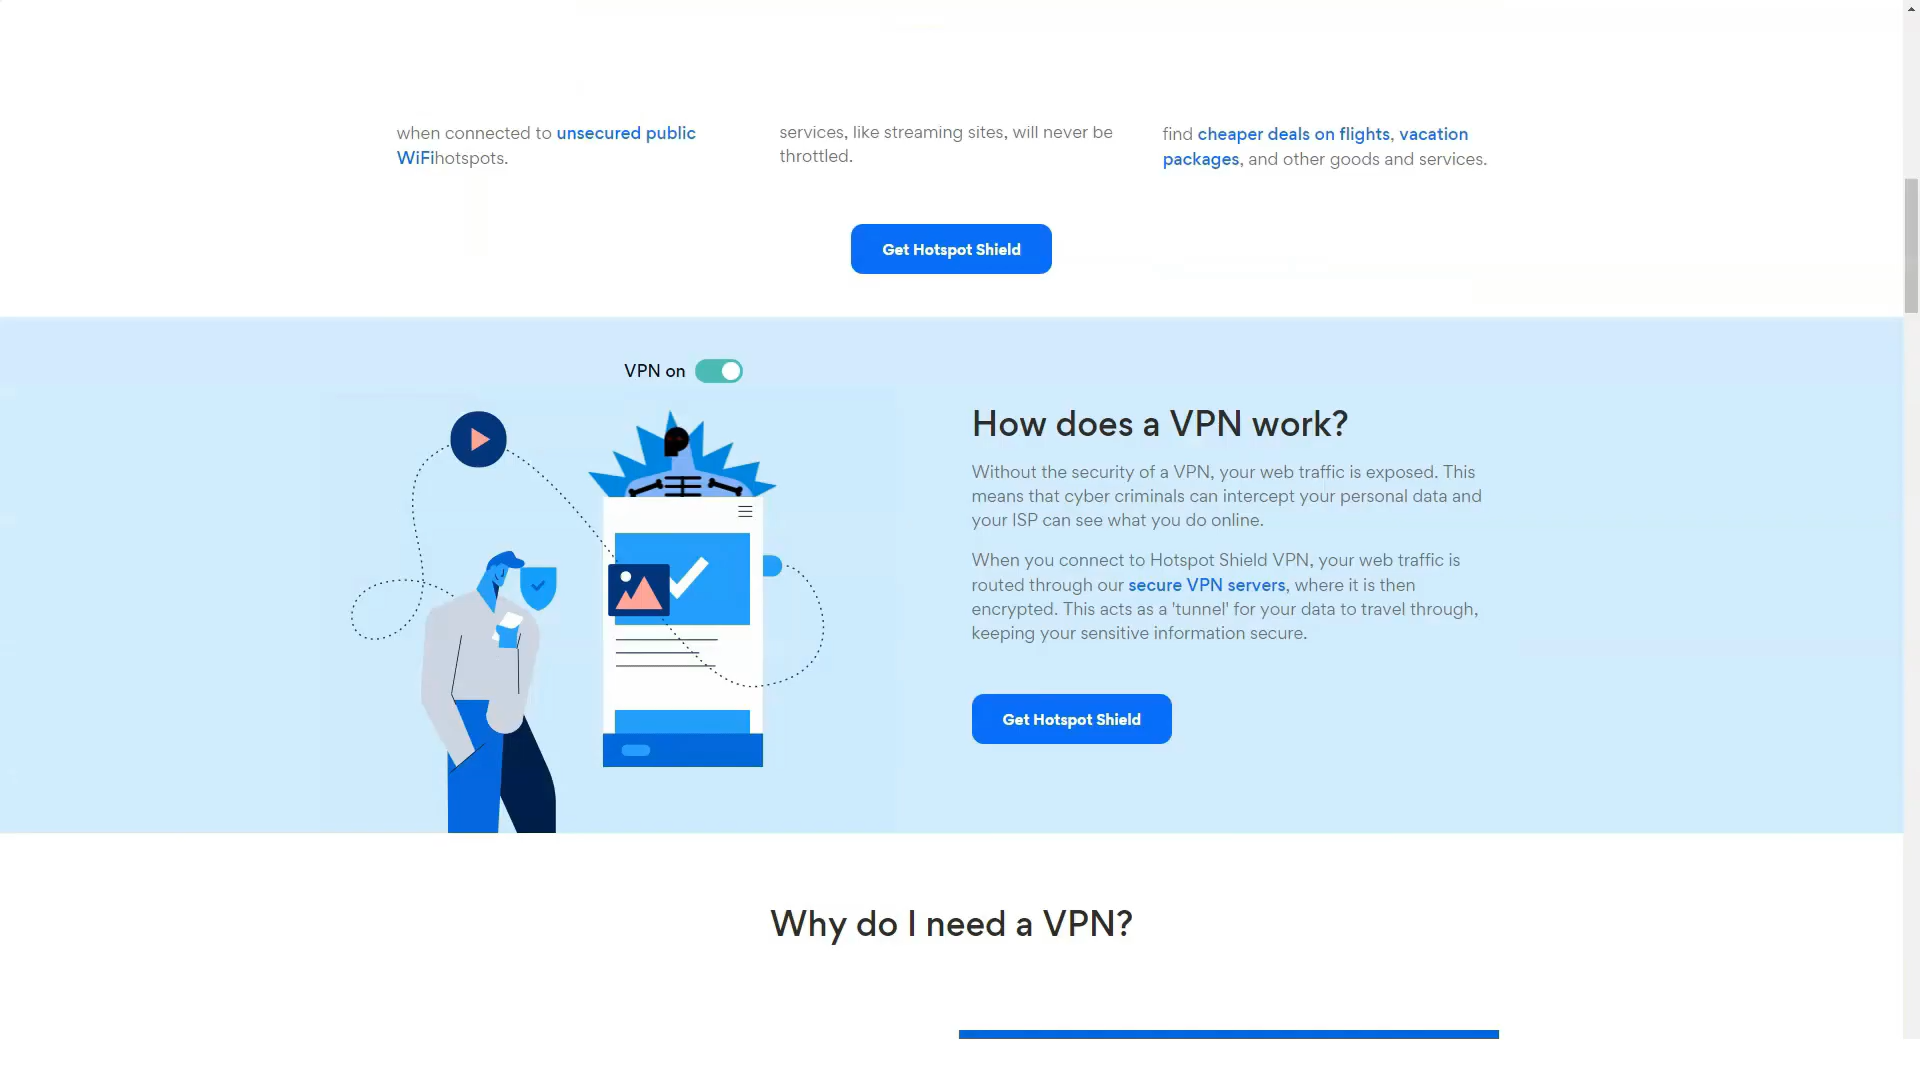 when connected to unsecured public
WiFihotspots.
services, like streaming sites, will never be
throttled.
find cheaper deals on flights, vacation
packages, and other goods and services.
Get Hotspot Shield
VPN on
How does a VPN work?
Without the security of a VPN, your web traffic is exposed. This
means that cyber criminals can intercept your personal data and
your ISP can see what you do online.
When you connect to Hotspot Shield VPN, your web traffic is
routed through our secure VPN servers, where it is then
encrypted. This acts as a 'tunnel' for your data to travel through,
keeping your sensitive information secure.
Get Hotspot Shield
Why do I need a VPN?